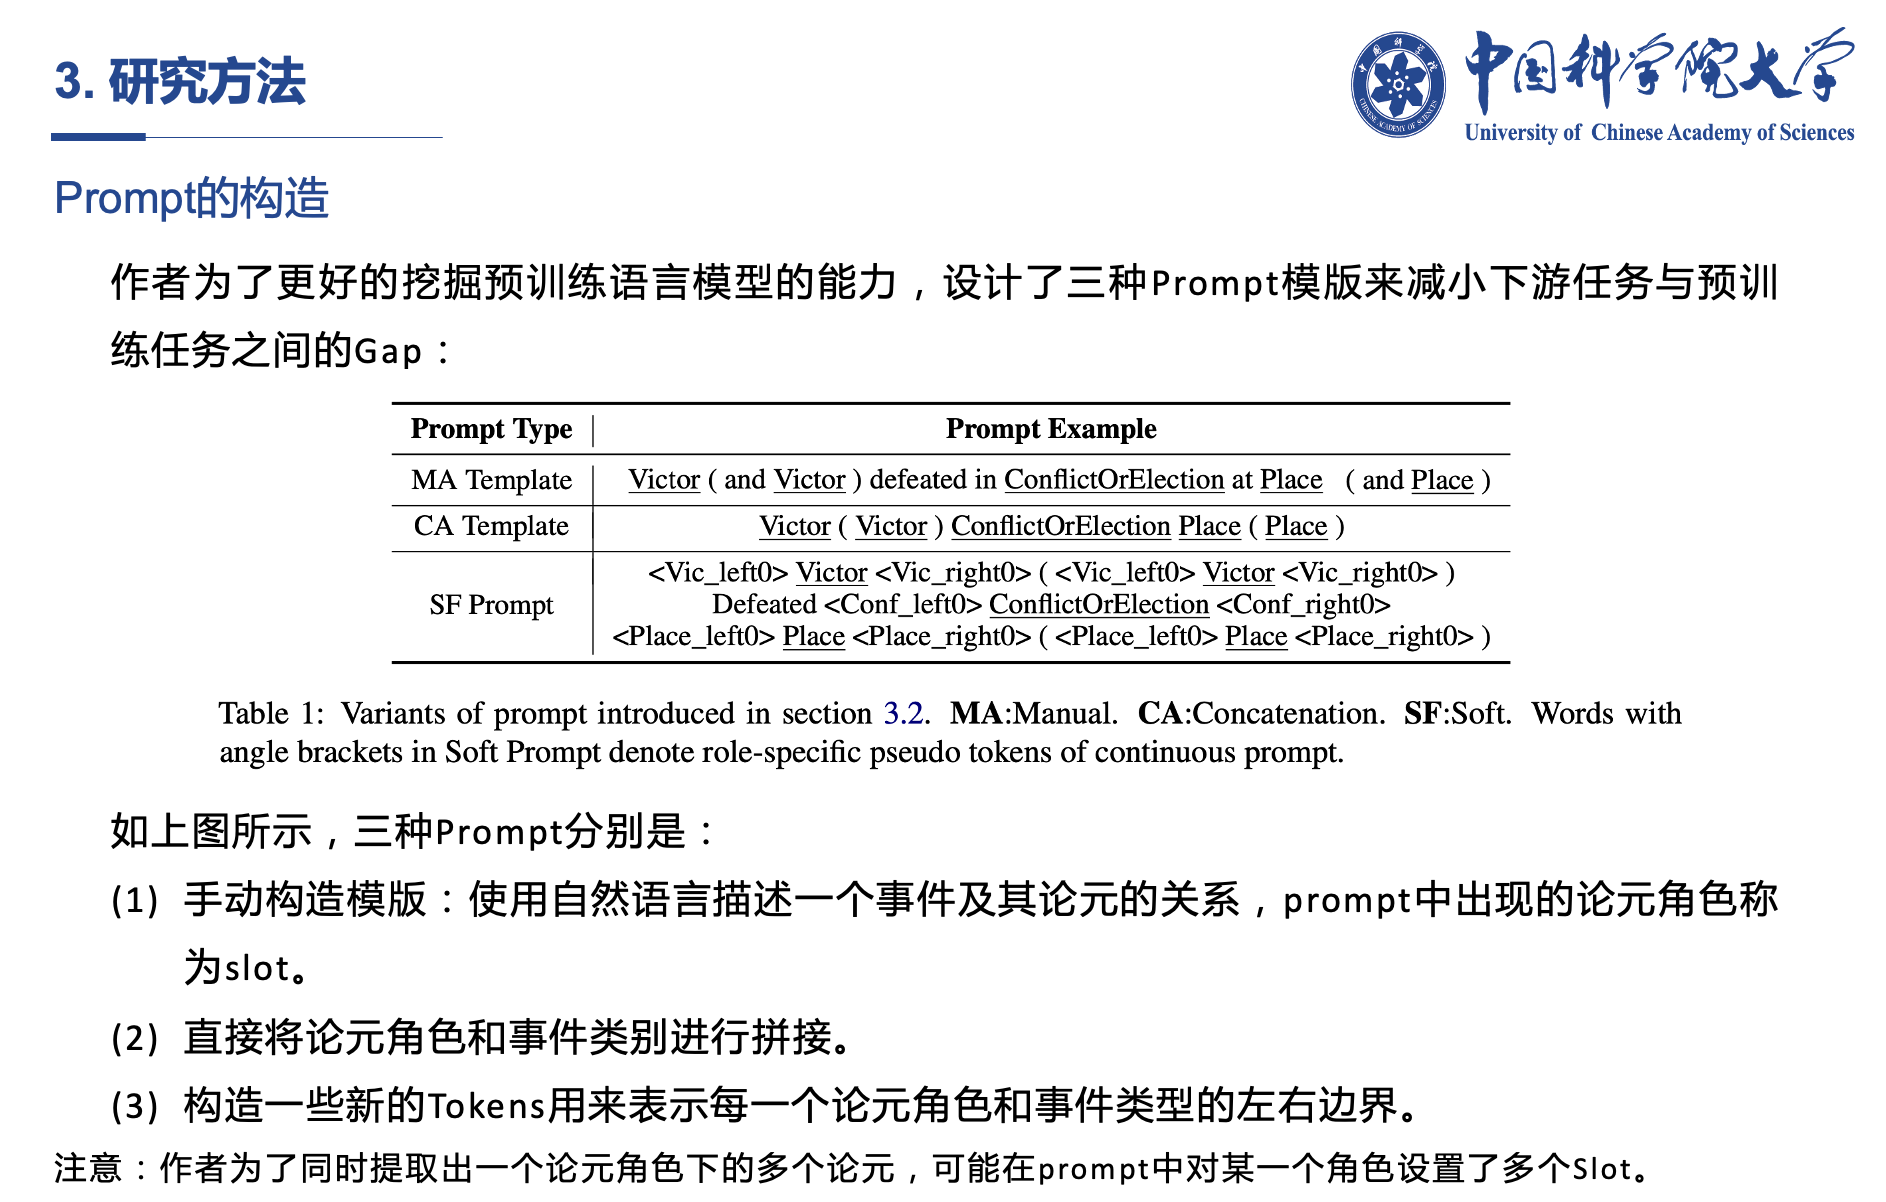 3. 研究方法
中国科学院大学
University of Chinese Academy of Sciences
中国科学院
CHINESE ACADEMY OF SCIENCES
Prompt的构造
作者为了更好的挖掘预训练语言模型的能力，设计了三种Prompt模版来减小下游任务与预训
练任务之间的Gap：
Prompt Type Prompt Example
MA Template Victor ( and Victor ) defeated in ConflictOrElection at Place ( and Place )
CA Template Victor ( Victor ) ConflictOrElection Place ( Place )
<Vic_left0> Victor <Vic_right0> ( <Vic_left0> Victor <Vic_right0> )
SF Prompt Defeated <Conf_left0> ConflictOrElection <Conf_right0>
<Place_left0> Place <Place_right0> ( <Place_left0> Place <Place_right0> )
Table 1: Variants of prompt introduced in section 3.2. MA:Manual. CA:Concatenation. SF:Soft. Words with
angle brackets in Soft Prompt denote role-specific pseudo tokens of continuous prompt.
如上图所示，三种Prompt分别是：
(1) 手动构造模版：使用自然语言描述一个事件及其论元的关系，prompt中出现的论元角色称
为slot。
(2) 直接将论元角色和事件类别进行拼接。
(3) 构造一些新的Tokens用来表示每一个论元角色和事件类型的左右边界。
注意：作者为了同时提取出一个论元角色下的多个论元，可能在prompt中对某一个角色设置了多个Slot。